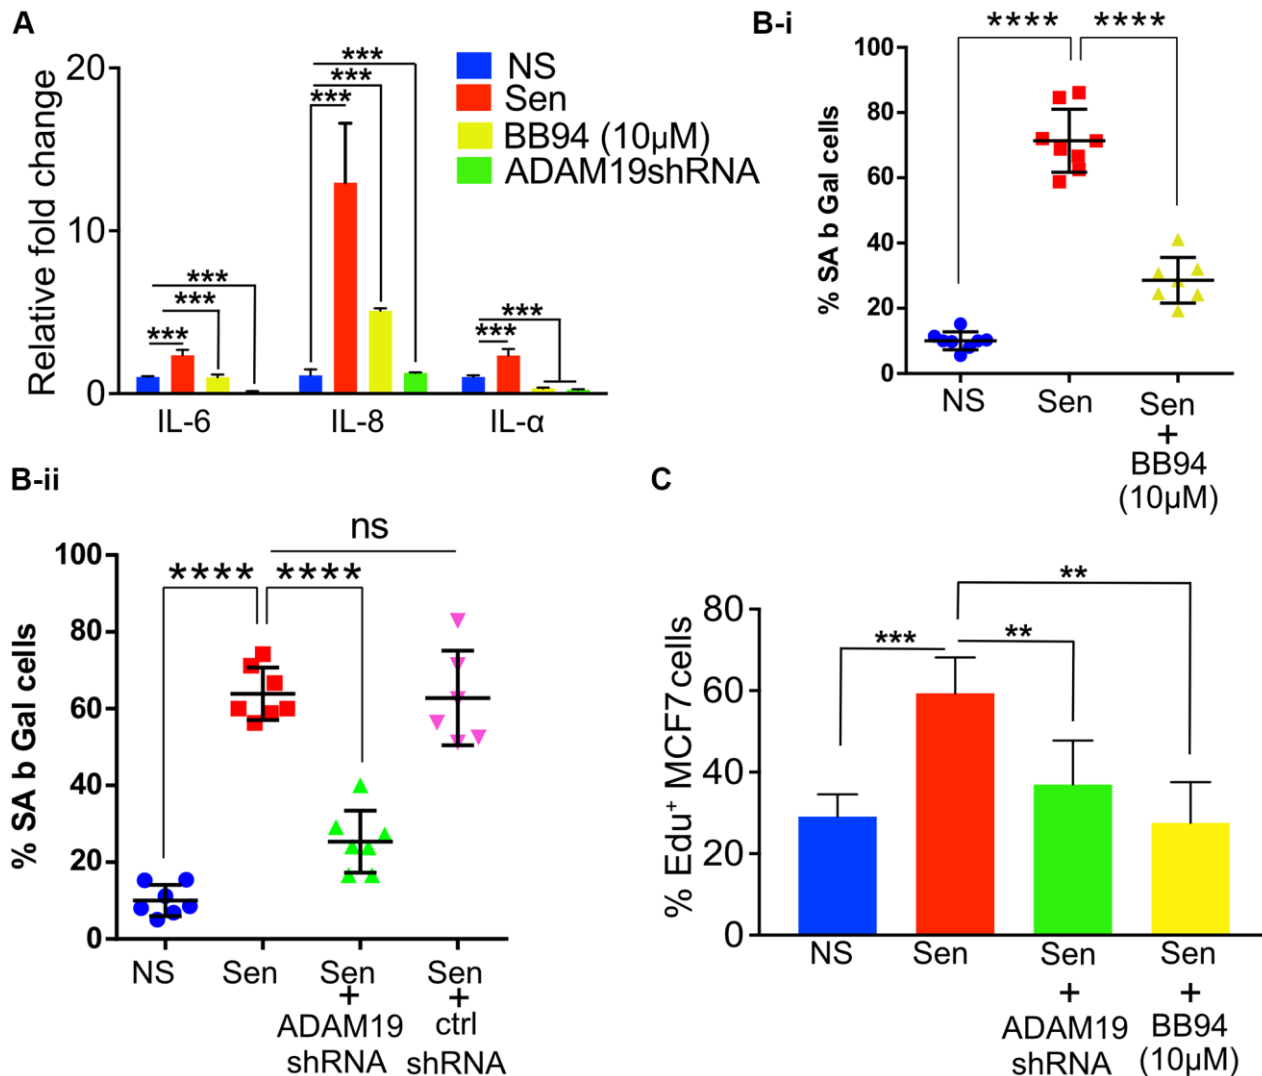 A
20
10
0
Relative fold change
NS
Sen
BB94 (10µM)
ADAM19shRNA
***
***
***
***
***
***
***
***
IL-6
IL-8
IL-α
B-i
**** ****
100
80
60
40
20
0
% SA b Gal cells
NS
Sen
Sen
+
BB94
(10µM)
B-ii
ns
**** ****
100
80
60
40
20
0
% SA b Gal cells
NS
Sen
Sen
+
ADAM19
shRNA
Sen
+
ctrl
shRNA
C
**
*** **
80
60
40
20
0
% Edu⁺ MCF7 cells
NS
Sen
Sen
+
ADAM19
shRNA
Sen
+
BB94
(10µM)